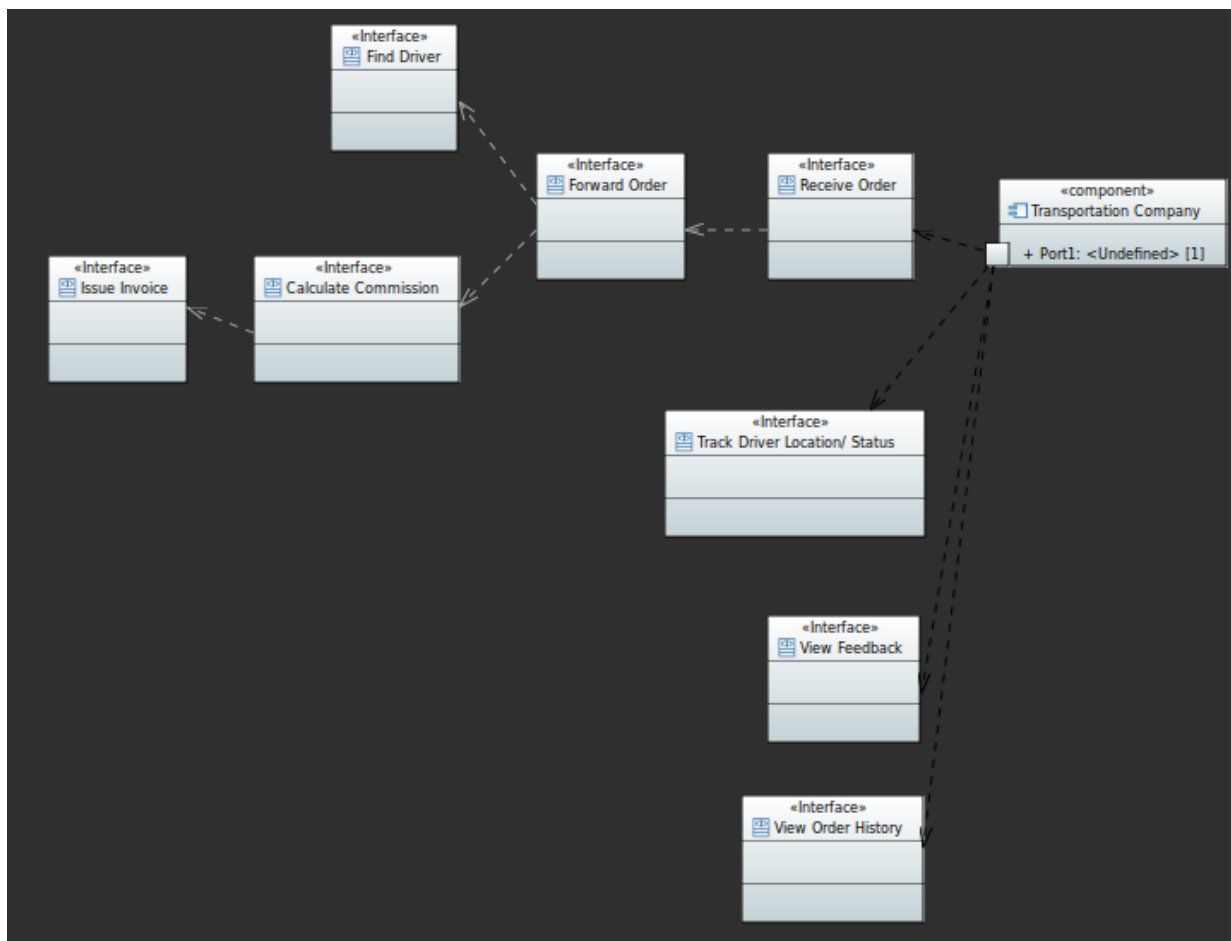 «Interface»
Find Driver
«Interface»
Forward Order
«Interface»
Receive Order
«component»
Transportation Company
+ Port1: <Undefined> [1]
«Interface»
Issue Invoice
«Interface»
Calculate Commission
«Interface»
Track Driver Location/ Status
«Interface»
View Feedback
«Interface»
View Order History